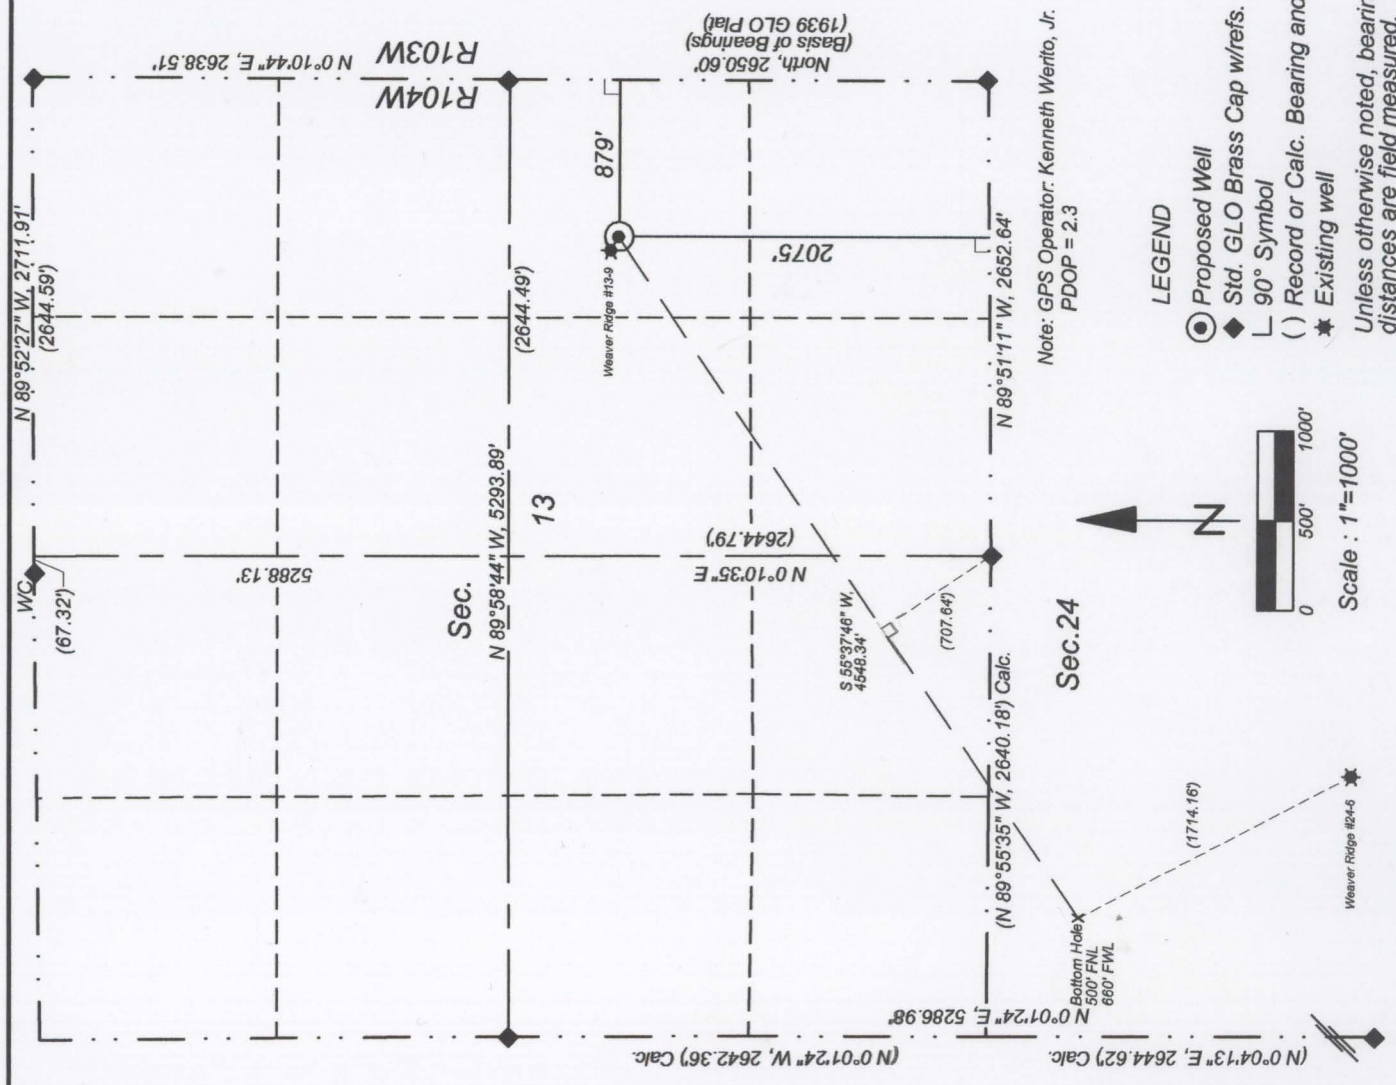 N 89°52'27" W, 2711.91'
(2644.59')
WC
(67.32')
N 0°10'44" E, 2638.51'
R103W
R104W
5288.13'
Sec.
13
N 89°58'44" W, 5293.89'
(2644.49')
North, 2650.60'
(Basis of Bearings)
(1939 GLO Plat)
879'
Weaver Ridge #13-9
2075'
N 0°10'35" E
(2644.79')
S 55°37'46" W,
4548.34'
(707.64')
(N 89°55'35" W, 2640.18') Calc.
N 89°51'11" W, 2652.64'
Sec.24
Bottom Hole
500' FNL
660' FWL
N 0°01'24" E, 5286.98'
(N 0°01'24" W, 2642.36') Calc.
(N 0°04'13" E, 2644.62') Calc.
(1714.16')
Weaver Ridge #24-6
Note: GPS Operator: Kenneth Werito, Jr.
PDOP = 2.3
LEGEND
Proposed Well
Std. GLO Brass Cap w/refs.
90° Symbol
( ) Record or Calc. Bearing and
Existing well
Unless otherwise noted, bearin
distances are field measured
N
0 500' 1000'
Scale : 1"=1000'